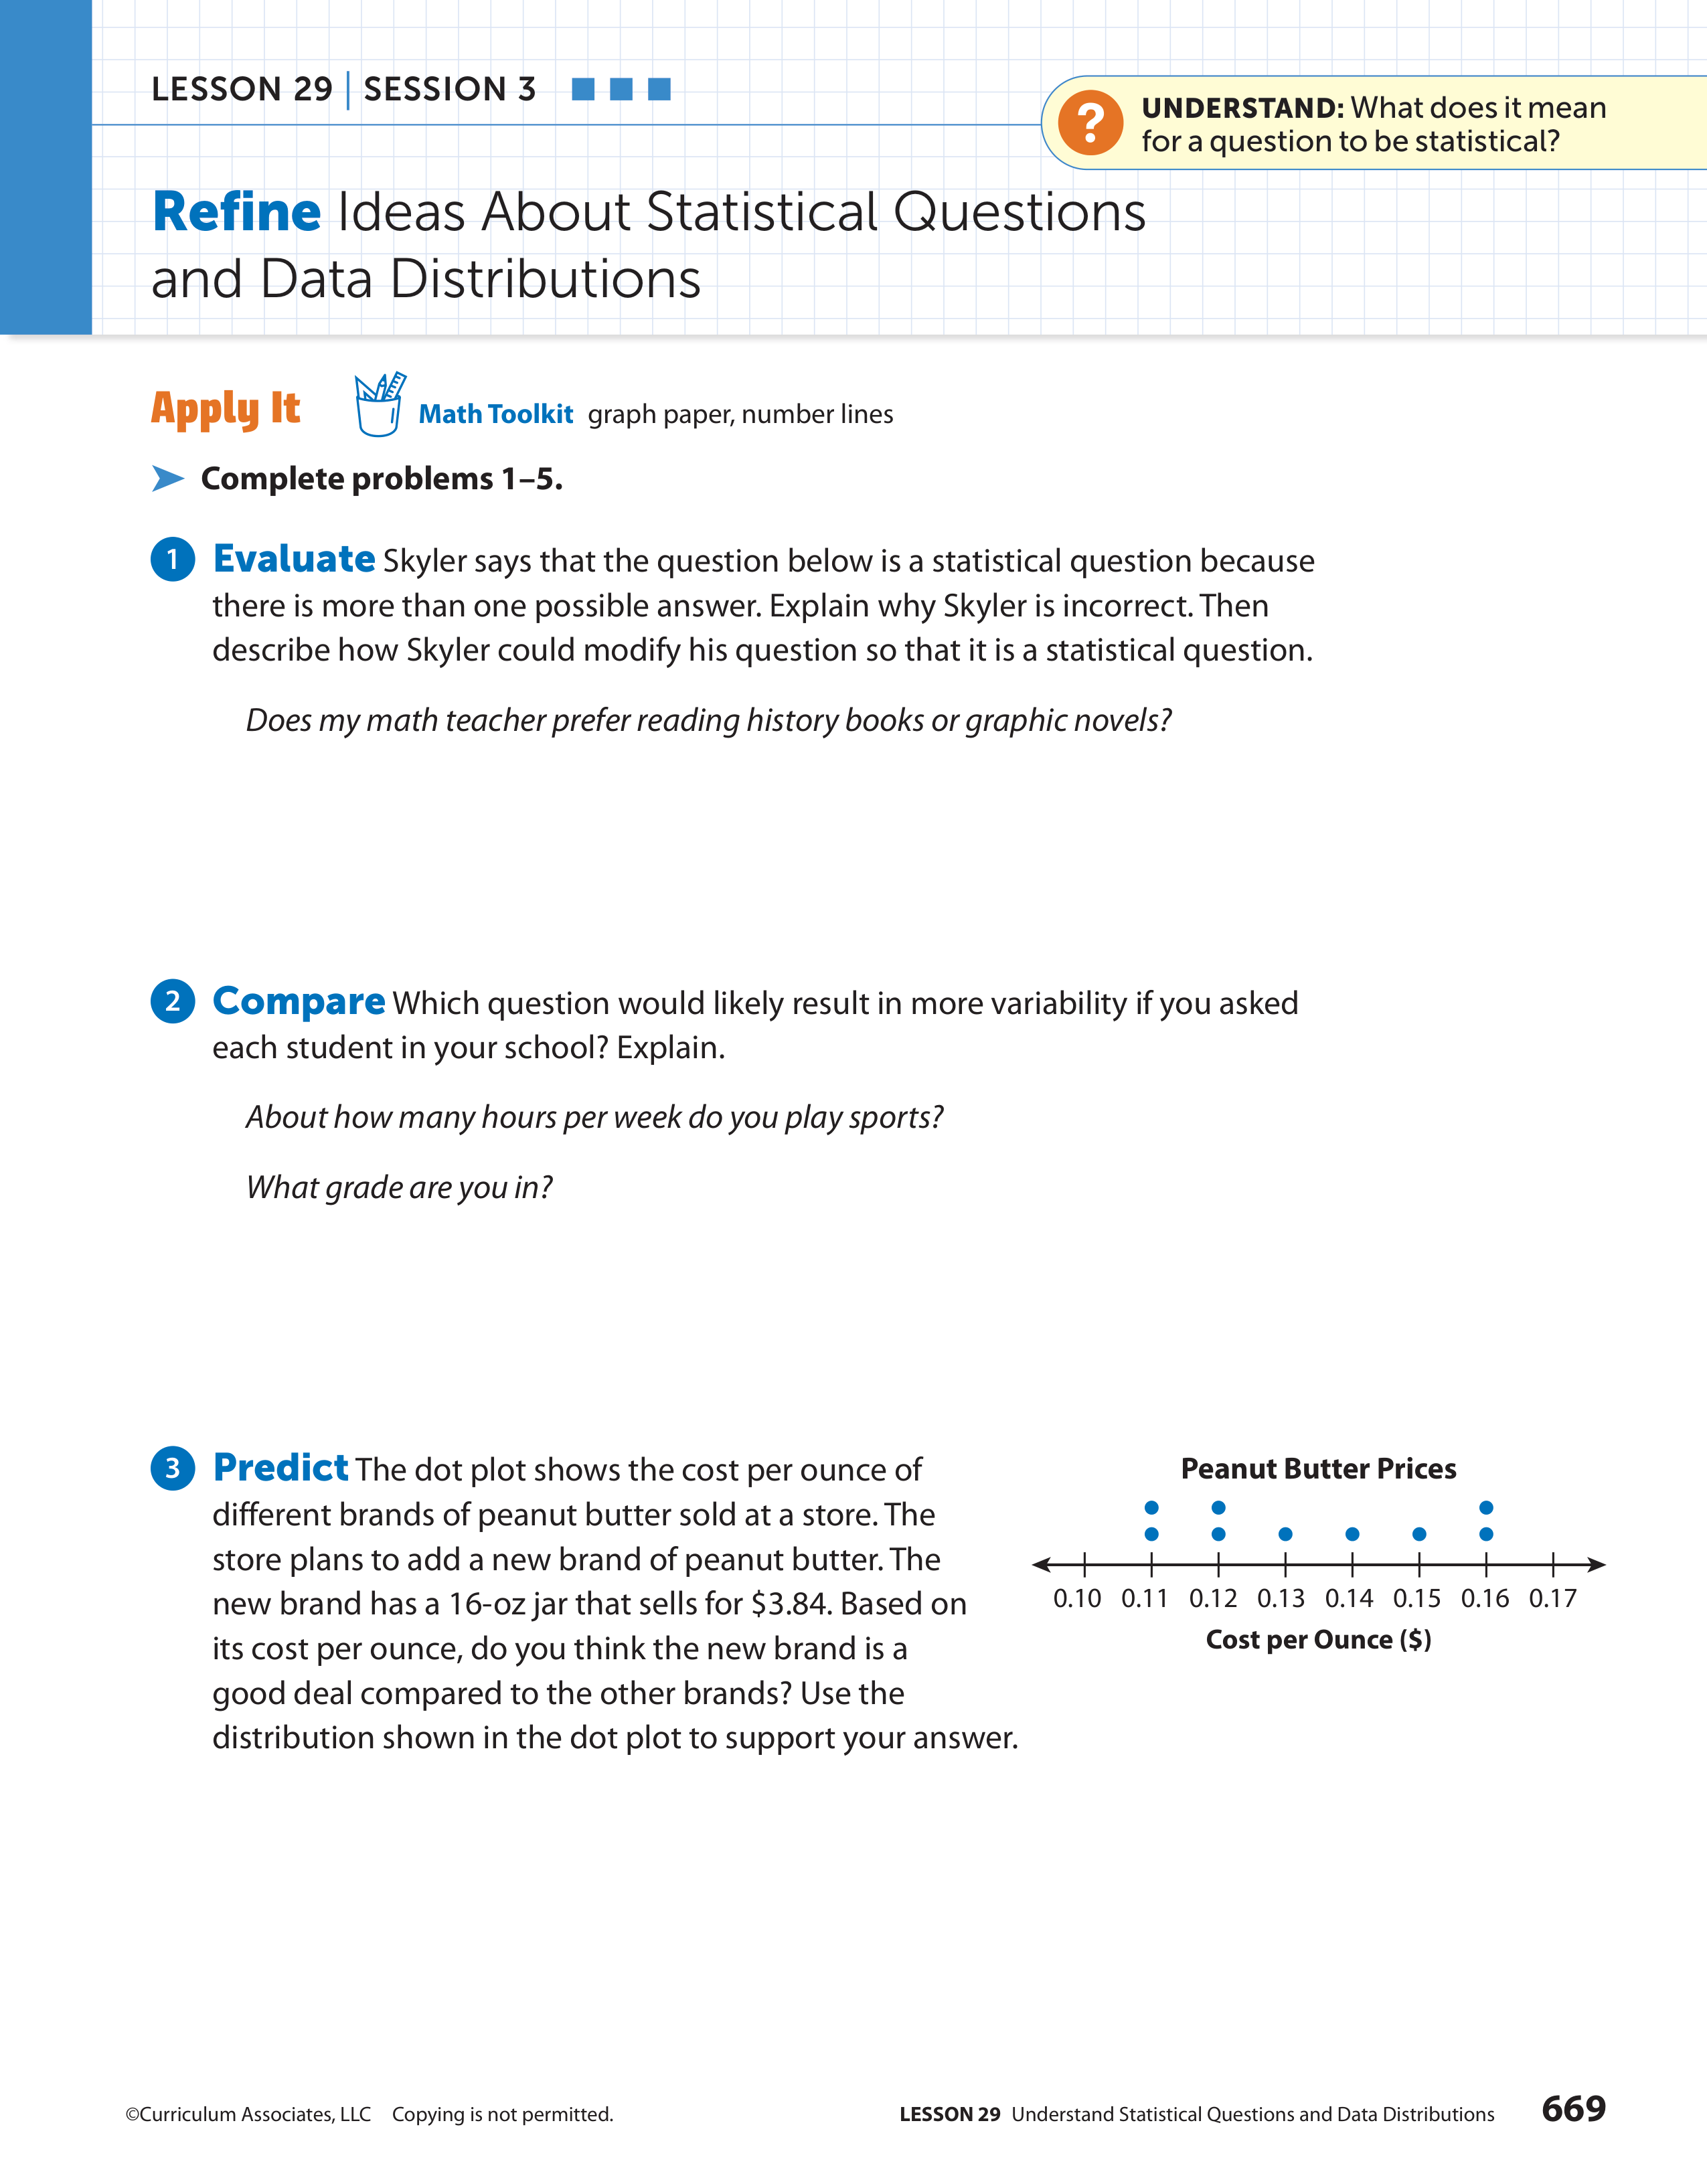 LESSON 29 | SESSION 3
? UNDERSTAND: What does it mean
for a question to be statistical?
Refine Ideas About Statistical Questions
and Data Distributions
Apply It
Math Toolkit graph paper, number lines
Complete problems 1–5.
1 Evaluate Skyler says that the question below is a statistical question because
there is more than one possible answer. Explain why Skyler is incorrect. Then
describe how Skyler could modify his question so that it is a statistical question.
Does my math teacher prefer reading history books or graphic novels?
2 Compare Which question would likely result in more variability if you asked
each student in your school? Explain.
About how many hours per week do you play sports?
What grade are you in?
3 Predict The dot plot shows the cost per ounce of
different brands of peanut butter sold at a store. The
store plans to add a new brand of peanut butter. The
new brand has a 16-oz jar that sells for $3.84. Based on
its cost per ounce, do you think the new brand is a
good deal compared to the other brands? Use the
distribution shown in the dot plot to support your answer.
Peanut Butter Prices
0.10 0.11 0.12 0.13 0.14 0.15 0.16 0.17
Cost per Ounce ($)
©Curriculum Associates, LLC Copying is not permitted.
LESSON 29 Understand Statistical Questions and Data Distributions 669